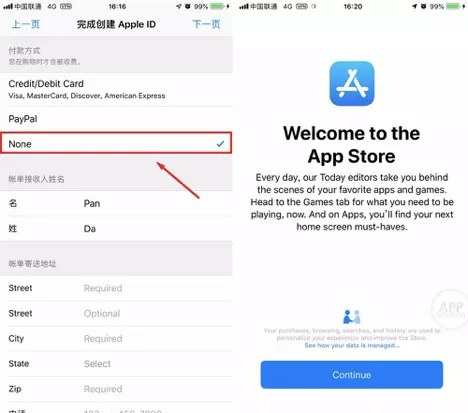 中国联通 4G VPN 16:16 99%
上一页 完成创建 Apple ID 下一页
付款方式
您在购物时才会被收费。
Credit/Debit Card
Visa, MasterCard, Discover, American Express
PayPal
None
帐单接收人姓名
名 Pan
姓 Da
帐单寄送地址
Street Required
Street Optional
City Required
State Select
Zip Required
中国联通 4G VPN 16:20 99%
Welcome to the
App Store
Every day, our Today editors take you behind
the scenes of your favorite apps and games.
Head to the Games tab for what you need to be
playing, now. And on Apps, you'll find your next
home screen must-haves.
APP
Your purchases, browsing, searches, and history are used to
personalize your experience and improve the Store.
See how your data is managed...
Continue